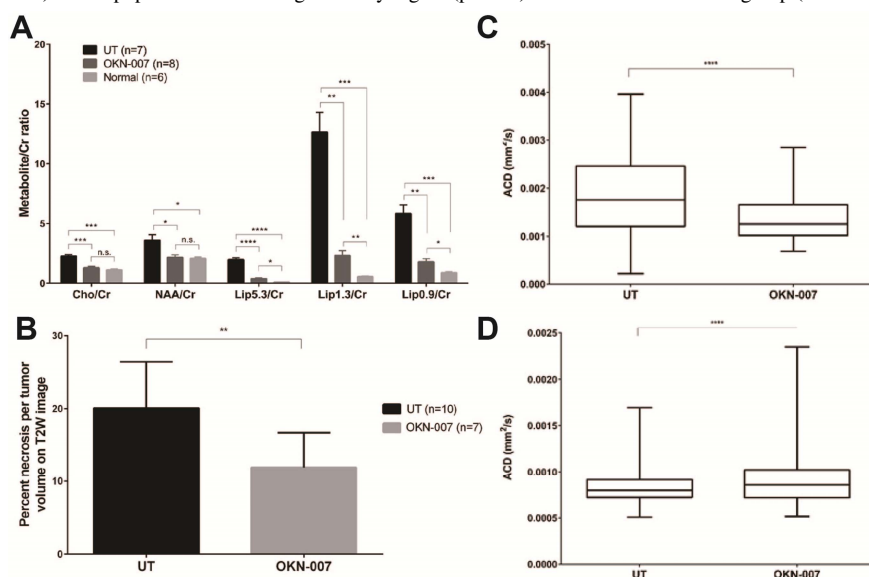 A
Metabolite/Cr ratio
20
15
10
5
0
UT (n=7)
OKN-007 (n=8)
Normal (n=6)
***
***
n.s.
*
*
n.s.
****
****
*
***
**
**
***
**
*
Cho/Cr
NAA/Cr
Lip5.3/Cr
Lip1.3/Cr
Lip0.9/Cr
B
Percent necrosis per tumor
volume on T2W image
30
20
10
0
**
UT
OKN-007
UT (n=10)
OKN-007 (n=7)
C
ACD (mm²/s)
0.005
0.004
0.003
0.002
0.001
0.000
****
UT
OKN-007
D
ACD (mm²/s)
0.0025
0.0020
0.0015
0.0010
0.0005
0.0000
****
UT
OKN-007